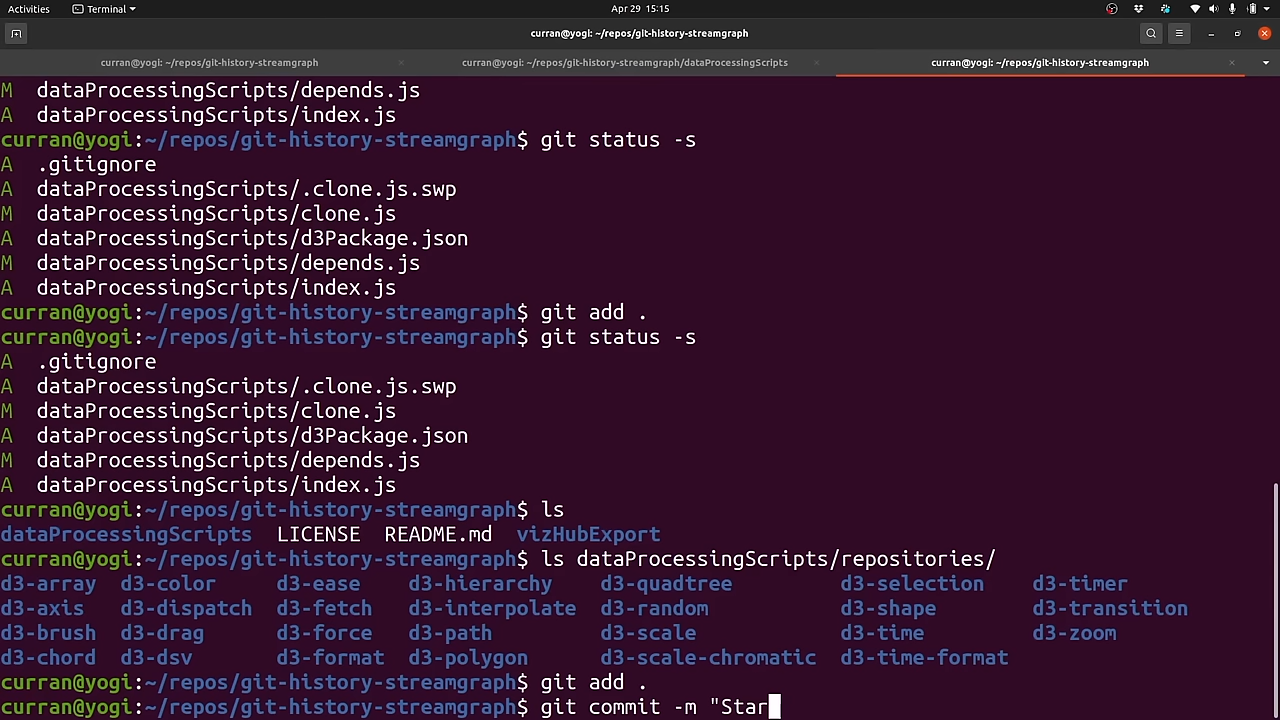 Activities Terminal Apr 29 15:15
curran@yogi: ~/repos/git-history-streamgraph
curran@yogi: ~/repos/git-history-streamgraph curran@yogi: ~/repos/git-history-streamgraph/dataProcessingScripts curran@yogi: ~/repos/git-history-streamgraph
M dataProcessingScripts/depends.js
A dataProcessingScripts/index.js
curran@yogi:~/repos/git-history-streamgraph$ git status -s
A .gitignore
A dataProcessingScripts/.clone.js.swp
M dataProcessingScripts/clone.js
A dataProcessingScripts/d3Package.json
M dataProcessingScripts/depends.js
A dataProcessingScripts/index.js
curran@yogi:~/repos/git-history-streamgraph$ git add .
curran@yogi:~/repos/git-history-streamgraph$ git status -s
A .gitignore
A dataProcessingScripts/.clone.js.swp
M dataProcessingScripts/clone.js
A dataProcessingScripts/d3Package.json
M dataProcessingScripts/depends.js
A dataProcessingScripts/index.js
curran@yogi:~/repos/git-history-streamgraph$ ls
dataProcessingScripts LICENSE README.md vizHubExport
curran@yogi:~/repos/git-history-streamgraph$ ls dataProcessingScripts/repositories/
d3-array d3-color d3-ease d3-hierarchy d3-quadtree d3-selection d3-timer
d3-axis d3-dispatch d3-fetch d3-interpolate d3-random d3-shape d3-transition
d3-brush d3-drag d3-force d3-path d3-scale d3-time d3-zoom
d3-chord d3-dsv d3-format d3-polygon d3-scale-chromatic d3-time-format
curran@yogi:~/repos/git-history-streamgraph$ git add .
curran@yogi:~/repos/git-history-streamgraph$ git commit -m "Star